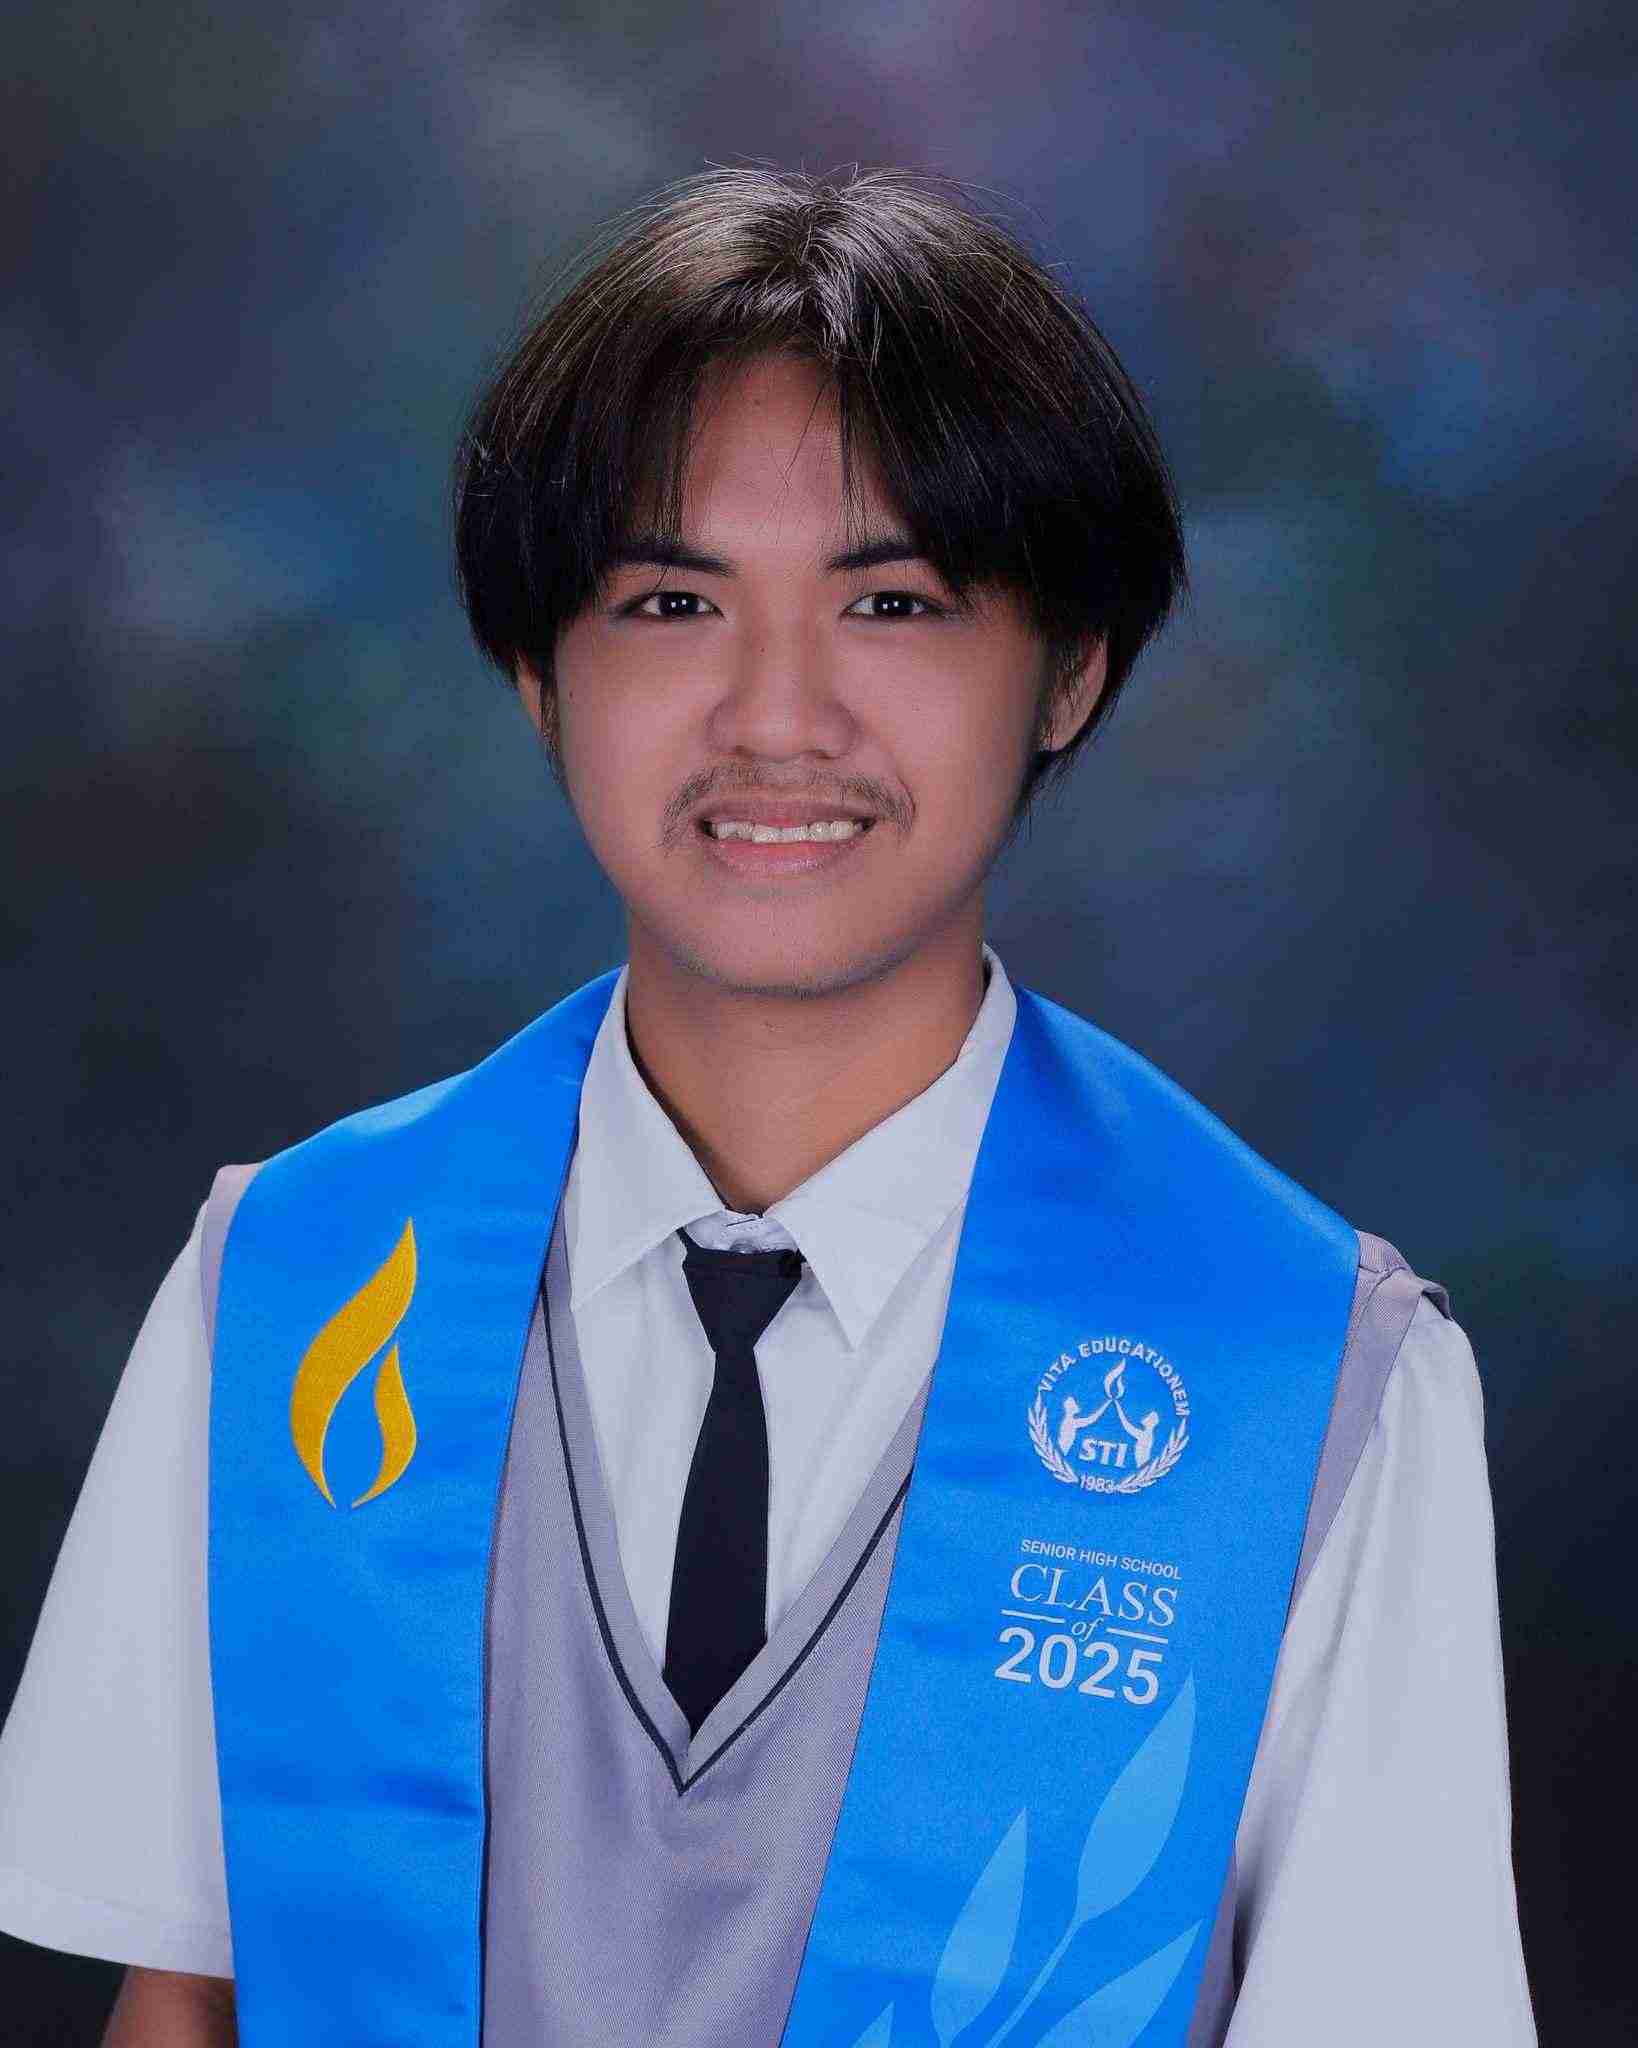 VITA EDUCATIONEM
STI
1983
SENIOR HIGH SCHOOL
CLASS
of
2025